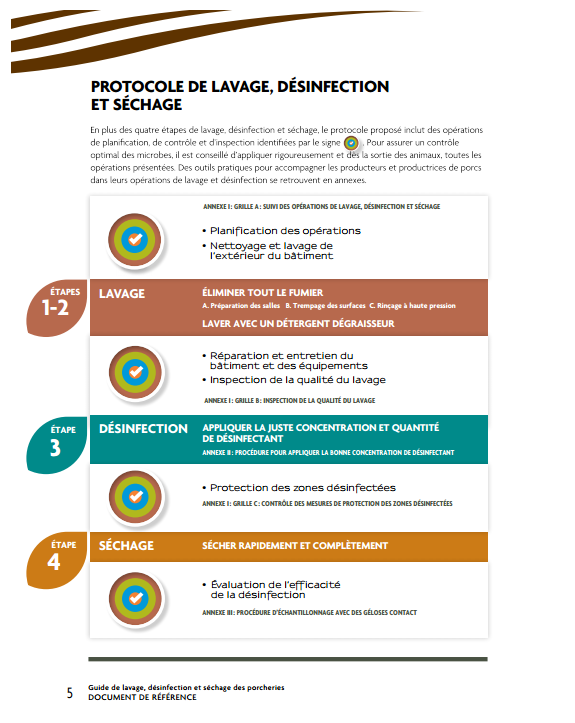 PROTOCOLE DE LAVAGE, DÉSINFECTION
ET SÉCHAGE
En plus des quatre étapes de lavage, désinfection et séchage, le protocole proposé inclut des opérations
de planification, de contrôle et d'inspection identifiées par le signe . Pour assurer un contrôle
optimal des microbes, il est conseillé d'appliquer rigoureusement et dès la sortie des animaux, toutes les
opérations présentées. Des outils pratiques pour accompagner les producteurs et productrices de porcs
dans leurs opérations de lavage et désinfection se retrouvent en annexes.
ANNEXE I : GRILLE A : SUIVI DES OPÉRATIONS DE LAVAGE, DÉSINFECTION ET SÉCHAGE
• Planification des opérations
• Nettoyage et lavage de
l'extérieur du bâtiment
ÉTAPES
1-2
LAVAGE
ÉLIMINER TOUT LE FUMIER
A. Préparation des salles B. Trempage des surfaces C. Rinçage à haute pression
LAVER AVEC UN DÉTERGENT DÉGRAISSEUR
• Réparation et entretien du
bâtiment et des équipements
• Inspection de la qualité du lavage
ANNEXE I : GRILLE B : INSPECTION DE LA QUALITÉ DU LAVAGE
ÉTAPE
3
DÉSINFECTION
APPLIQUER LA JUSTE CONCENTRATION ET QUANTITÉ
DE DÉSINFECTANT
ANNEXE II : PROCÉDURE POUR APPLIQUER LA BONNE CONCENTRATION DE DÉSINFECTANT
• Protection des zones désinfectées
ANNEXE I : GRILLE C : CONTRÔLE DES MESURES DE PROTECTION DES ZONES DÉSINFECTÉES
ÉTAPE
4
SÉCHAGE
SÉCHER RAPIDEMENT ET COMPLÈTEMENT
• Évaluation de l'efficacité
de la désinfection
ANNEXE III : PROCÉDURE D'ÉCHANTILLONNAGE AVEC DES GÉLOSES CONTACT
5
Guide de lavage, désinfection et séchage des porcheries
DOCUMENT DE RÉFÉRENCE